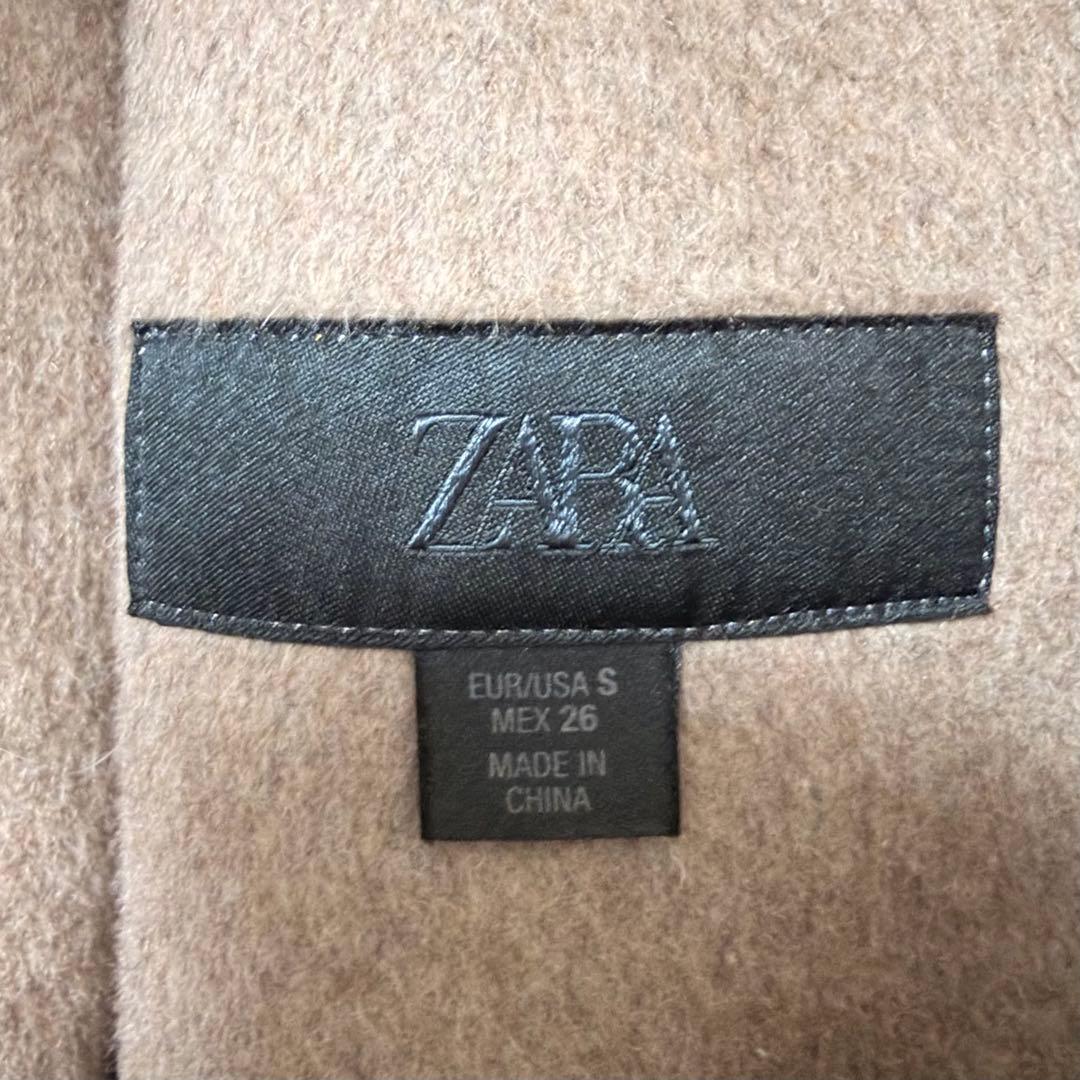 ZARA
EUR/USA S
MEX 26
MADE IN
CHINA